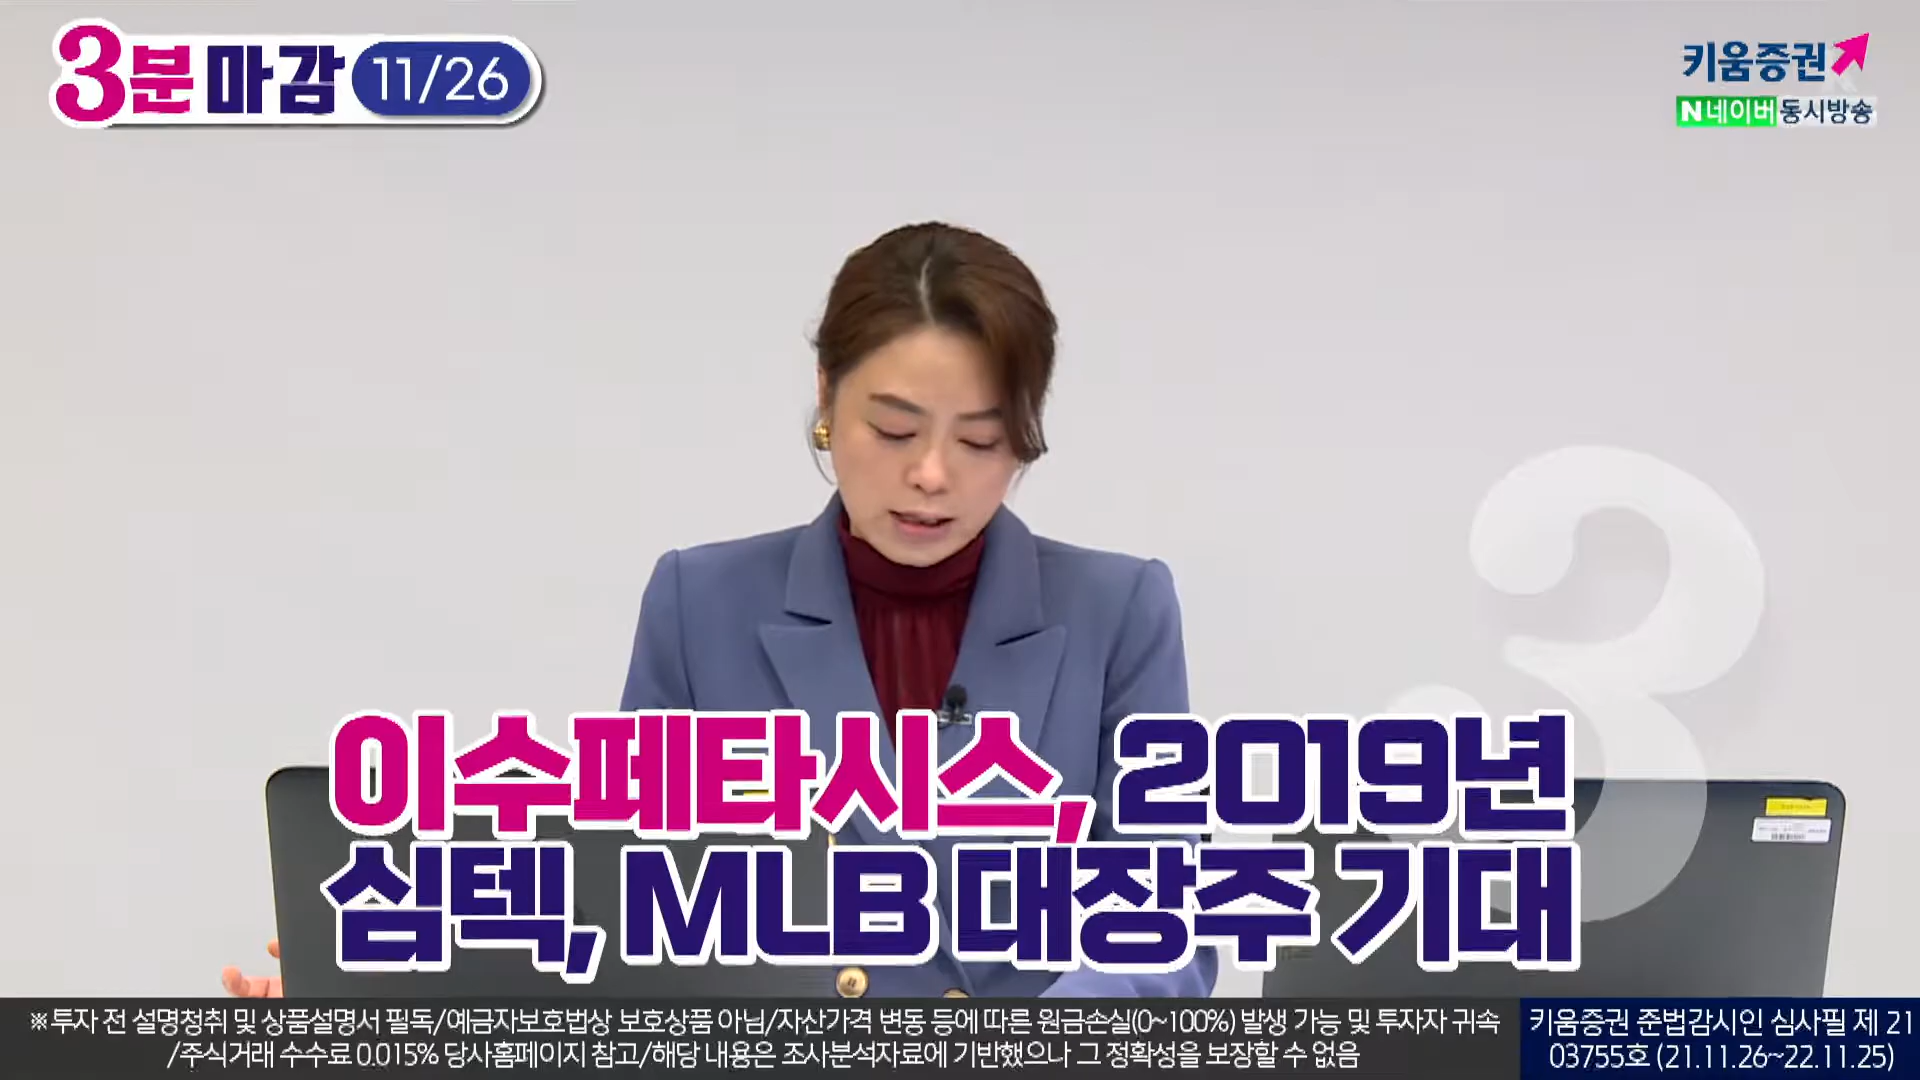 3분 마감 11/26
키움증권
N 네이버 동시방송
이수페타시스, 2019년
심텍, MLB 대장주 기대
※투자 전 설명청취 및 상품설명서 필독/예금자보호법상 보호상품 아님/자산가격 변동 등에 따른 원금손실(0~100%) 발생 가능 및 투자자 귀속
/주식거래 수수료 0.015% 당사홈페이지 참고/해당 내용은 조사분석자료에 기반했으나 그 정확성을 보장할 수 없음
키움증권 준법감시인 심사필 제 21
03755호 (21.11.26~22.11.25)
3